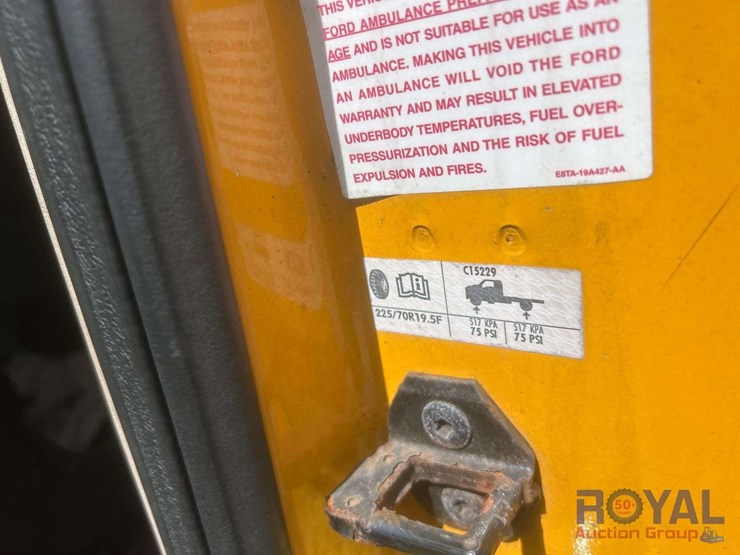 THIS VEHIC
FORD AMBULANCE PREP
AGE AND IS NOT SUITABLE FOR USE AS AN
AMBULANCE. MAKING THIS VEHICLE INTO
AN AMBULANCE WILL VOID THE FORD
WARRANTY AND MAY RESULT IN ELEVATED
UNDERBODY TEMPERATURES, FUEL OVER-
PRESSURIZATION AND THE RISK OF FUEL
EXPULSION AND FIRES.
E8TA-19A427-AA
C15229
225/70R19.5F
517 KPA
75 PSI
517 KPA
75 PSI
ROYAL
50+
Auction Group